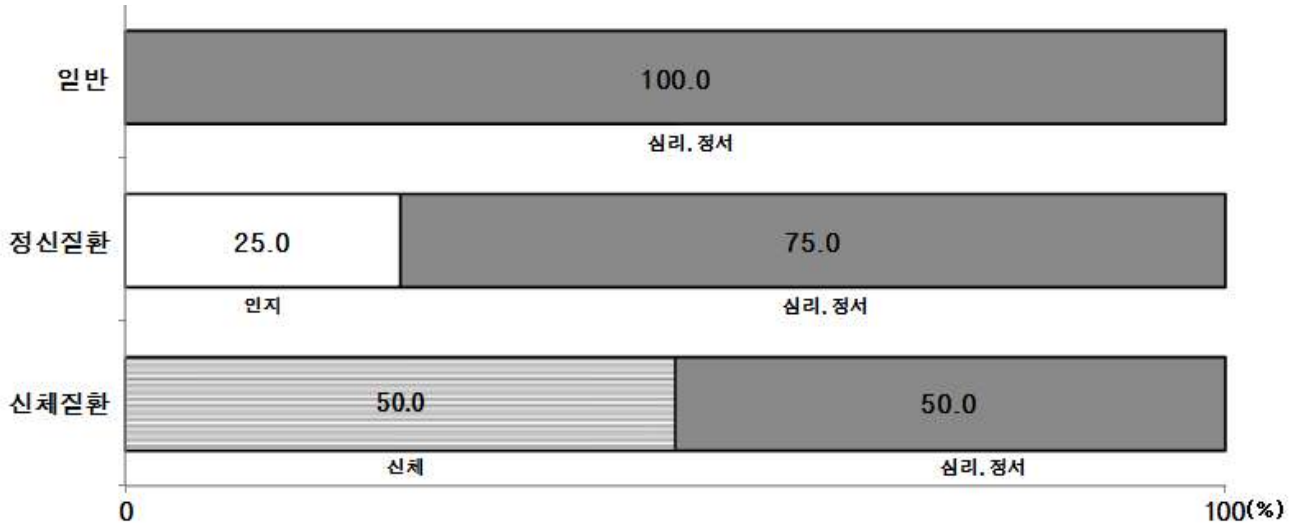 일반
100.0
심리.정서
정신질환
25.0
75.0
인지
심리.정서
신체질환
50.0
50.0
신체
심리.정서
0
100(%)